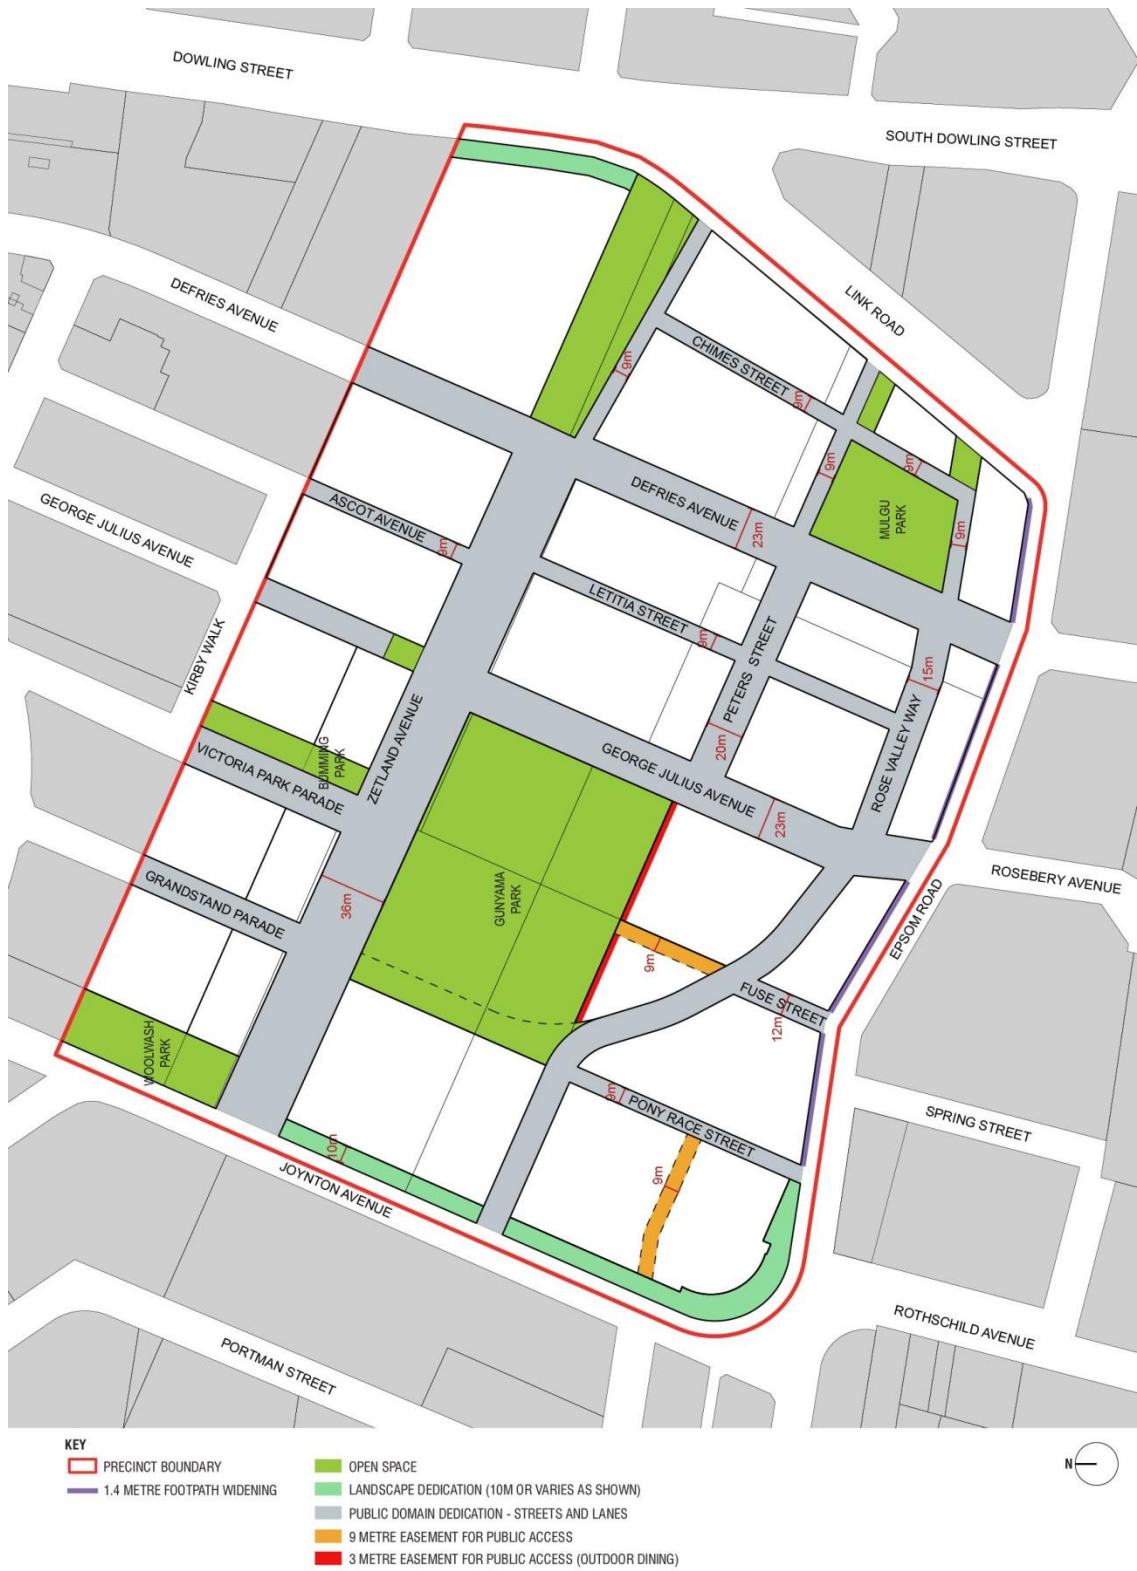 DOWLING STREET
SOUTH DOWLING STREET
DEFRIES AVENUE
LINK ROAD
CHIMES STREET
9m
9m
9m
9m
MULGU
PARK
9m
DEFRIES AVENUE
23m
GEORGE JULIUS AVENUE
ASCOT AVENUE
9m
LETITIA STREET
9m
PETERS STREET
20m
15m
ROSE VALLEY WAY
KIRBY WALK
BUMMING
PARK
ZETLAND AVENUE
VICTORIA PARK PARADE
GEORGE JULIUS AVENUE
23m
GRANDSTAND PARADE
36m
GUNYAMA
PARK
ROSEBERY AVENUE
EPSOM ROAD
9m
FUSE STREET
12m
WOOLWASH
PARK
9m
PONY RACE STREET
SPRING STREET
10m
JOYNTON AVENUE
9m
ROTHSCHILD AVENUE
PORTMAN STREET
KEY
PRECINCT BOUNDARY
1.4 METRE FOOTPATH WIDENING
OPEN SPACE
LANDSCAPE DEDICATION (10M OR VARIES AS SHOWN)
PUBLIC DOMAIN DEDICATION - STREETS AND LANES
9 METRE EASEMENT FOR PUBLIC ACCESS
3 METRE EASEMENT FOR PUBLIC ACCESS (OUTDOOR DINING)
N